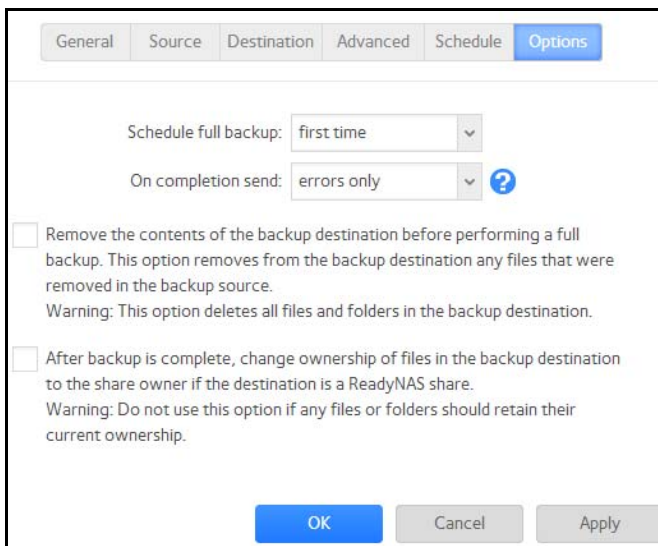 General Source Destination Advanced Schedule Options
Schedule full backup: first time
On completion send: errors only ?
Remove the contents of the backup destination before performing a full
backup. This option removes from the backup destination any files that were
removed in the backup source.
Warning: This option deletes all files and folders in the backup destination.
After backup is complete, change ownership of files in the backup destination
to the share owner if the destination is a ReadyNAS share.
Warning: Do not use this option if any files or folders should retain their
current ownership.
OK Cancel Apply